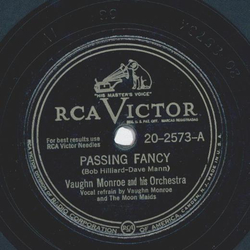 "HIS MASTER'S VOICE"
RCA VICTOR
For best results use
RCA Victor Needles
20-2573-A
PASSING FANCY
(Bob Hilliard-Dave Mann)
Vaughn Monroe and his Orchestra
Vocal refrain by Vaughn Monroe
and The Moon Maids